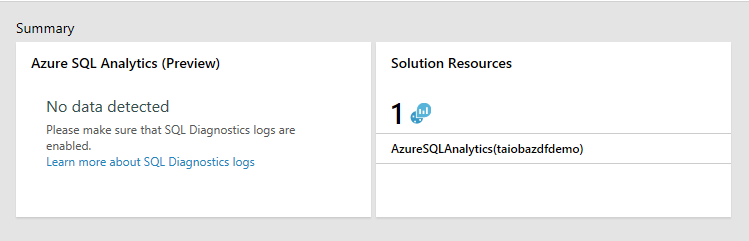 Summary
Azure SQL Analytics (Preview)
No data detected
Please make sure that SQL Diagnostics logs are
enabled.
Learn more about SQL Diagnostics logs
Solution Resources
1
AzureSQLAnalytics(taiobazdfdemo)